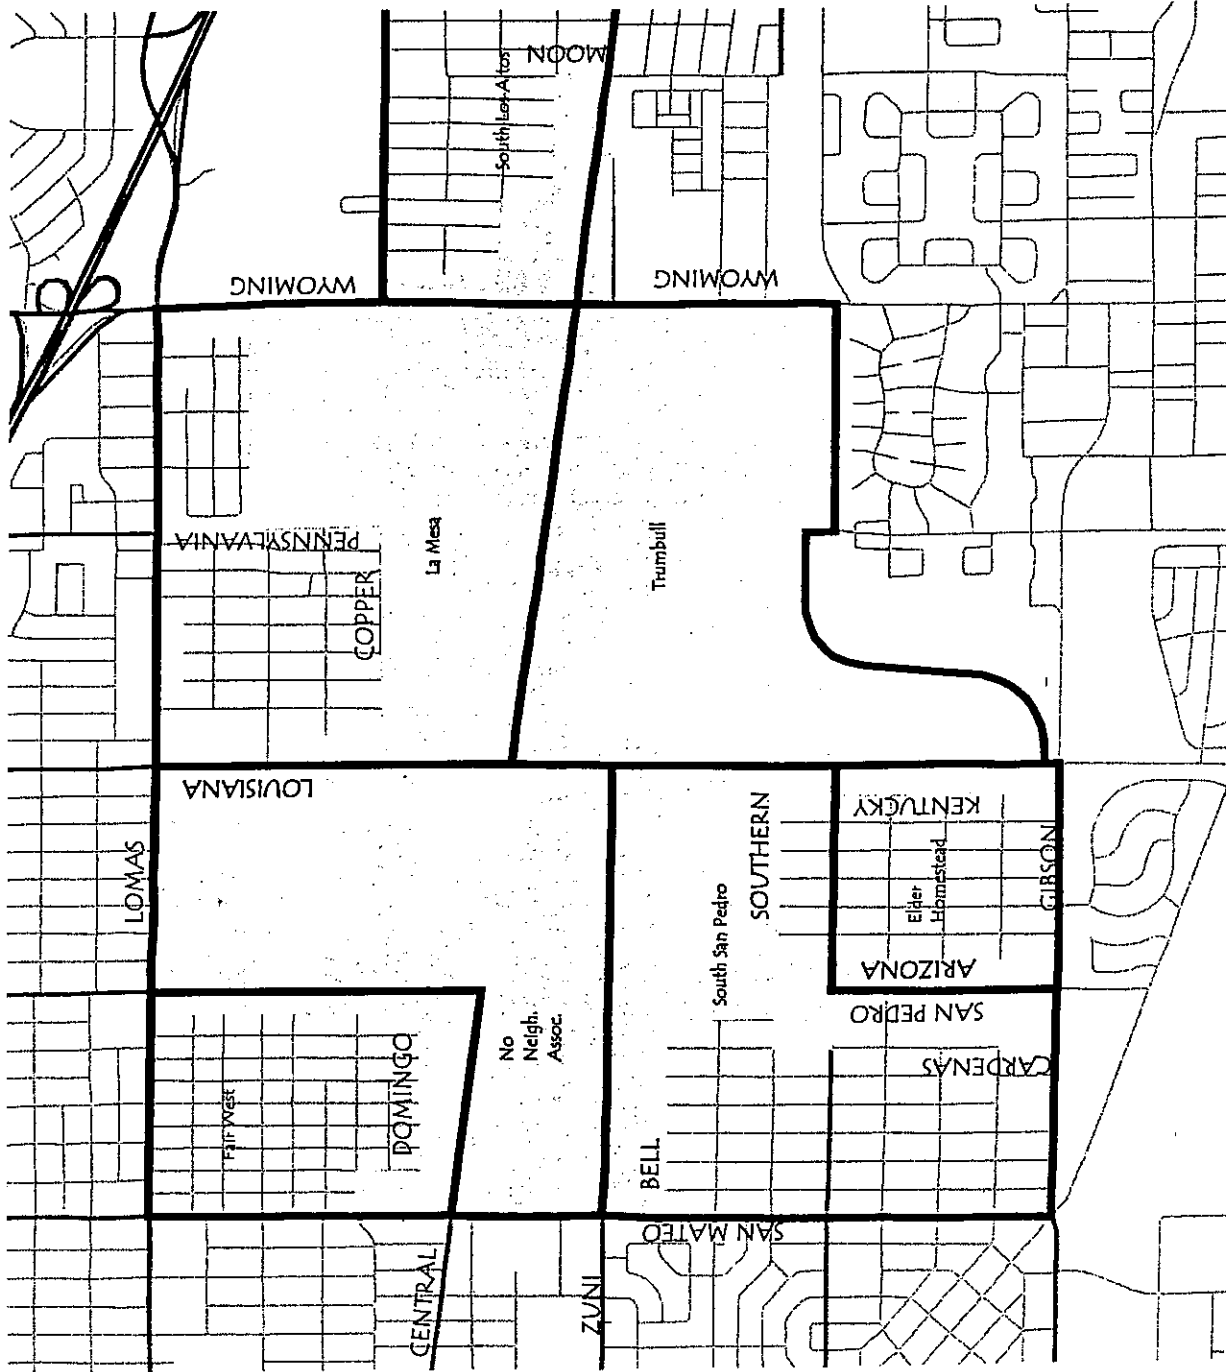 MOON
South Los Altos
WYOMING
WYOMING
PENNSYLVANIA
COPPER
La Mesa
Trumbull
LOUISIANA
LOMAS
SOUTHERN
KENTUCKY
Elder
Homestead
GIBSON
South San Pedro
ARIZONA
SAN PEDRO
CARDENAS
No
Neigh.
Assoc.
DOMINGO
Fair West
BELL
SAN MATEO
CENTRAL
ZUNI